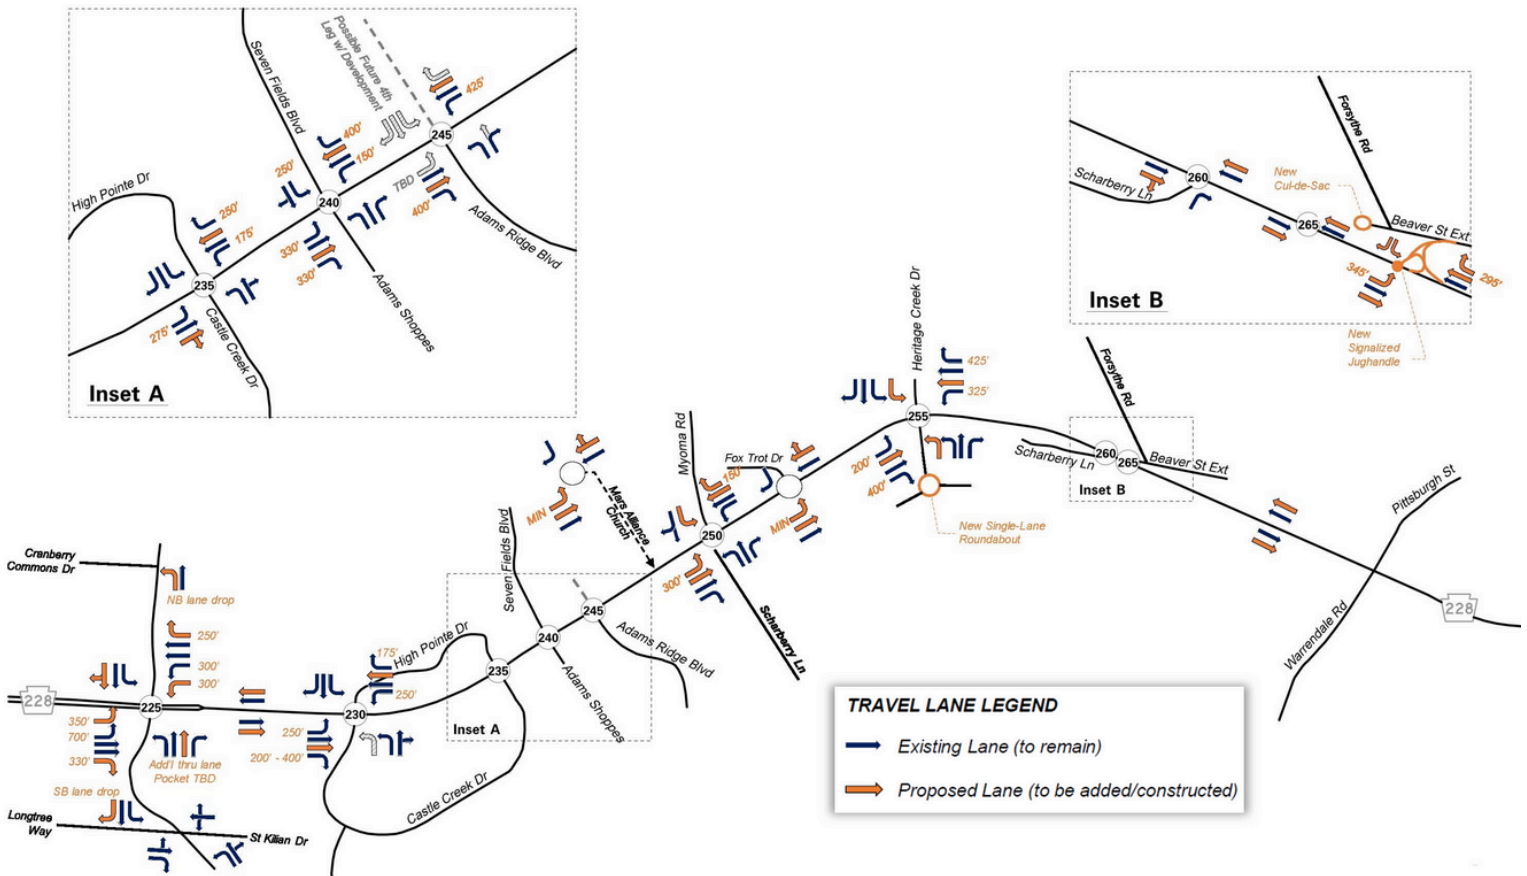 Possible Future 4th
Leg w/ Development
425'
Seven Fields Blvd
400'
150'
245
TBD
400'
250'
High Pointe Dr
240
250'
175'
Adams Ridge Blvd
330'
330'
235
275'
Castle Creek Dr
Adams Shoppes
Inset A
Forsythe Rd
Scharberry Ln
260
New
Cul-de-Sac
265
Beaver St Ext
345'
295'
Inset B
New
Signalized
Jughandle
Heritage Creek Dr
425'
325'
255
200'
400'
New Single-Lane
Roundabout
Forsythe Rd
Scharberry Ln
260
265
Beaver St Ext
Inset B
Pittsburgh St
Warrendale Rd
228
Myoma Rd
Fox Trot Dr
160'
MIN
250
300'
Scharberry Ln
MIN
Mars Alliance
Church
Seven Fields Blvd
245
240
235
Adams Ridge Blvd
Adams Shoppes
Inset A
High Pointe Dr
Castle Creek Dr
175'
250'
230
250'
200' - 400'
Cranberry
Commons Dr
NB lane drop
250'
300'
300'
228
225
350'
700'
330'
Add'l thru lane
Pocket TBD
SB lane drop
Longtree
Way
St Kilian Dr
TRAVEL LANE LEGEND
Existing Lane (to remain)
Proposed Lane (to be added/constructed)